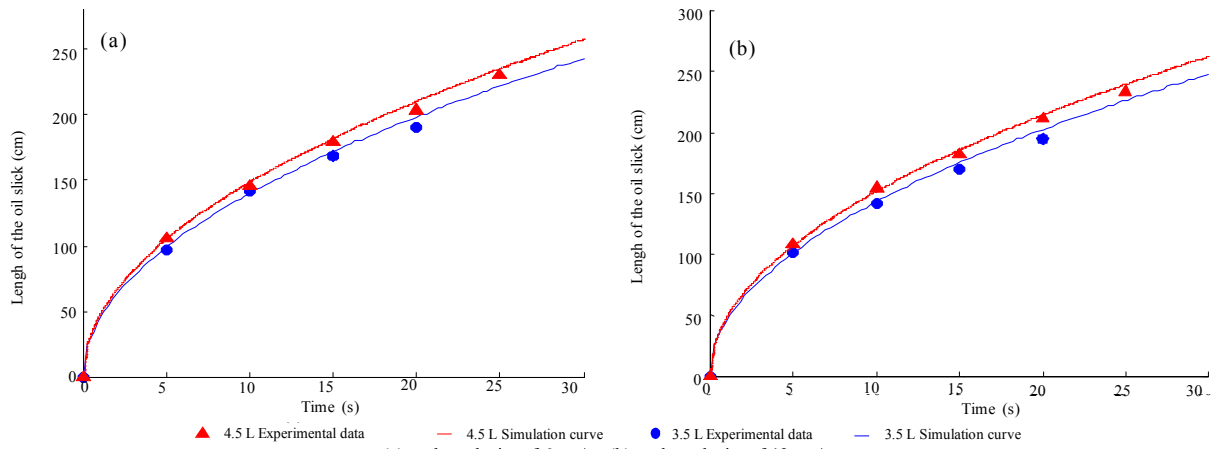 (a)
250
200
150
100
50
0
Lengh of the oil slick (cm)
0 5 10 15 20 25 30
Time (s)
(b)
300
250
200
150
100
50
0
Lengh of the oil slick (cm)
0 5 10 15 20 25 30
Time (s)
4.5 L Experimental data 4.5 L Simulation curve 3.5 L Experimental data 3.5 L Simulation curve